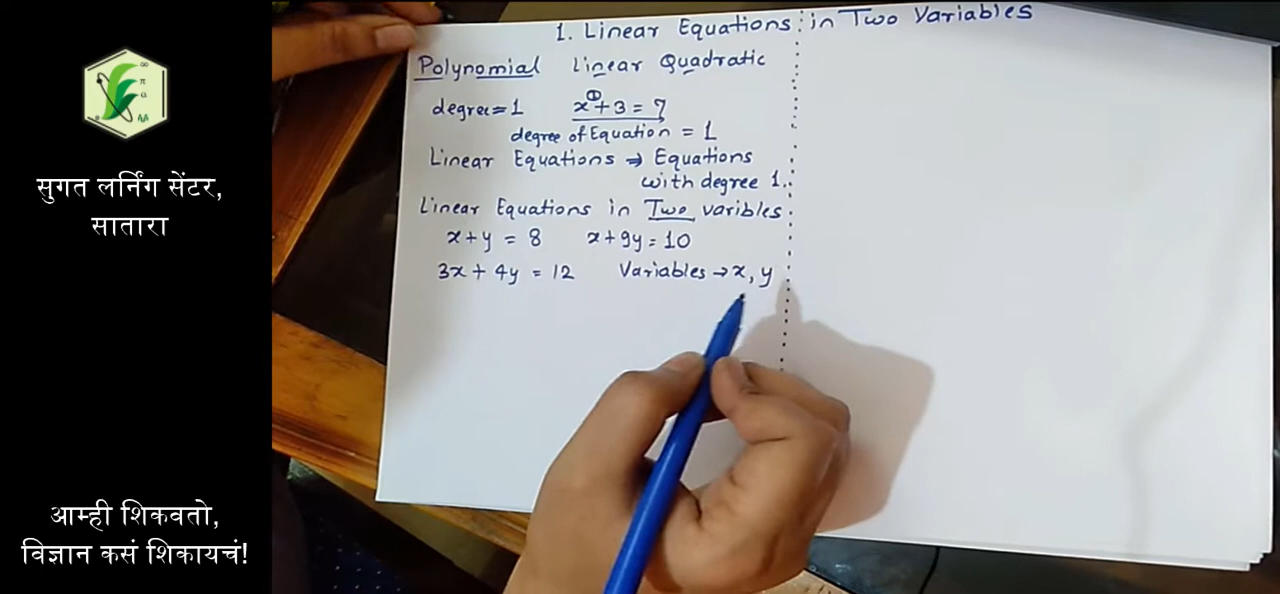 सुगत लर्निंग सेंटर,
सातारा
आम्ही शिकवतो,
विज्ञान कसं शिकायचं!
1. Linear Equations in Two Variables
Polynomial Linear Quadratic
degree = 1 x① + 3 = 7
degree of Equation = 1
Linear Equations → Equations
with degree 1.
Linear Equations in Two varibles.
x + y = 8 x + 9y = 10
3x + 4y = 12 Variables → x, y